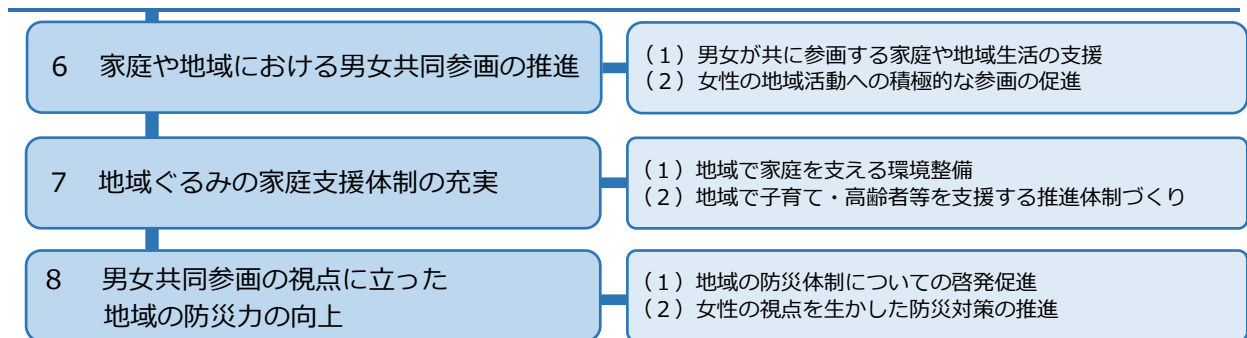 6 家庭や地域における男女共同参画の推進
(1)男女が共に参画する家庭や地域生活の支援
(2)女性の地域活動への積極的な参画の促進
7 地域ぐるみの家庭支援体制の充実
(1)地域で家庭を支える環境整備
(2)地域で子育て・高齢者等を支援する推進体制づくり
8 男女共同参画の視点に立った
地域の防災力の向上
(1)地域の防災体制についての啓発促進
(2)女性の視点を生かした防災対策の推進